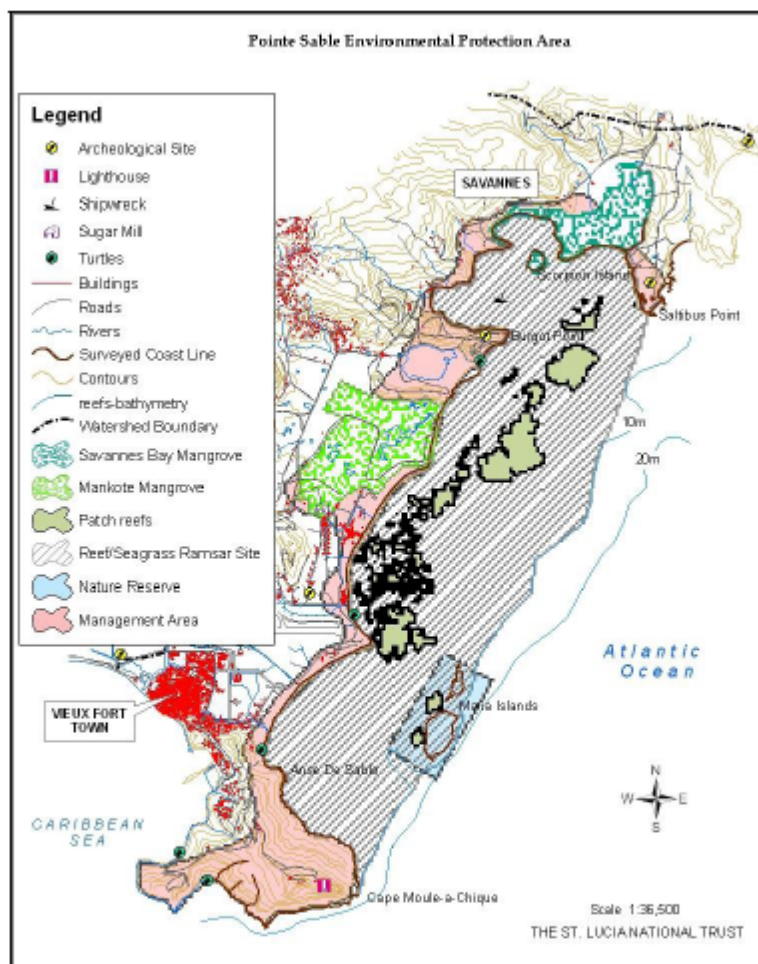 Pointe Sable Environmental Protection Area
Legend
Archeological Site
Lighthouse
Shipwreck
Sugar Mill
Turtles
Buildings
Roads
Rivers
Surveyed Coast Line
Contours
reefs-bathymetry
Watershed Boundary
Savannes Bay Mangrove
Mankote Mangrove
Patch reefs
Reef/Seagrass Ramsar Site
Nature Reserve
Management Area
SAVANNES
Scorpion Island
Saltibus Point
Burgot Point
10m
20m
Atlantic
Ocean
Maria Islands
VIEUX FORT
TOWN
Anse De Sable
CARIBBEAN
SEA
N
W E
S
Cape Moule-a-Chique
Scale 1:36,500
THE ST. LUCIA NATIONAL TRUST